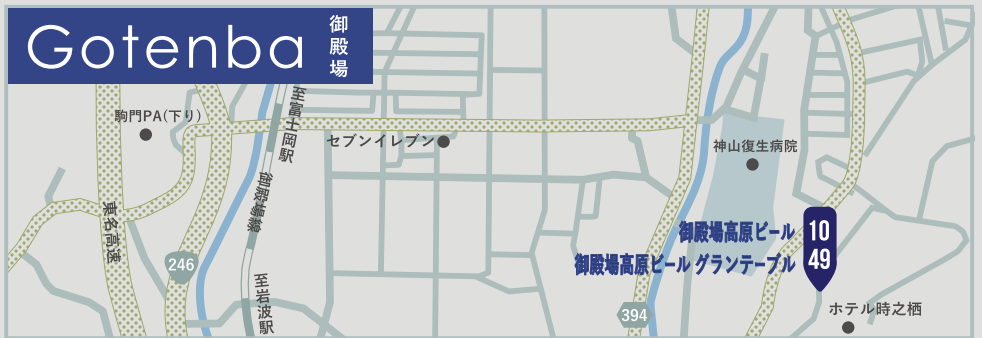 Gotenba
御殿場
駒門PA(下り)
至富士岡駅
セブンイレブン
神山復生病院
御殿場線
東名高速
246
至岩波駅
御殿場高原ビール
10
御殿場高原ビール グランテーブル
49
394
ホテル時之栖